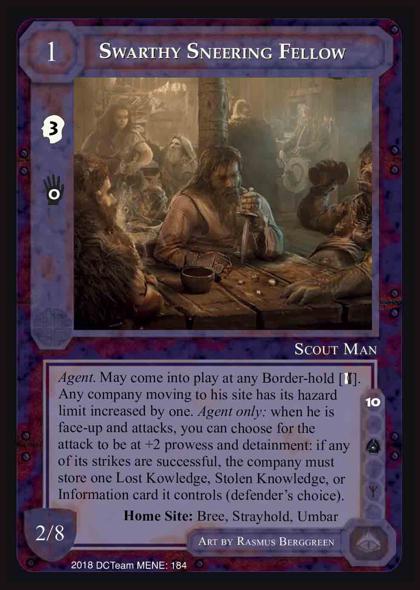 1
Swarthy Sneering Fellow
3
0
Scout Man
Agent. May come into play at any Border-hold [].
Any company moving to his site has its hazard
limit increased by one. Agent only: when he is
face-up and attacks, you can choose for the
attack to be at +2 prowess and detainment: if any
of its strikes are successful, the company must
store one Lost Kowledge, Stolen Knowledge, or
Information card it controls (defender's choice).
10
Home Site: Bree, Strayhold, Umbar
2/8
Art by Rasmus Berggreen
2018 DCTeam MENE: 184